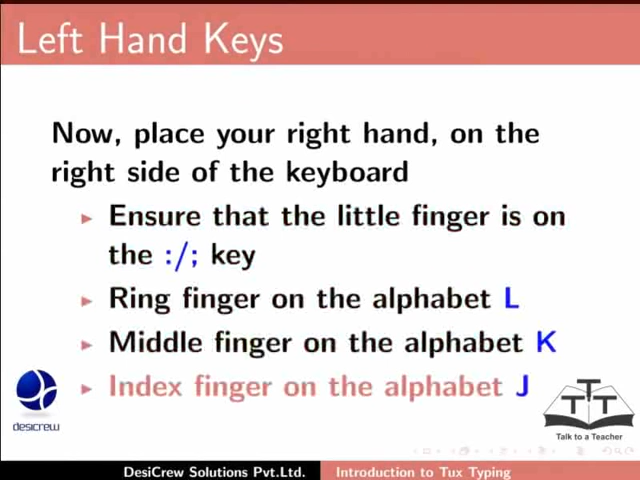 Left Hand Keys
Now, place your right hand, on the
right side of the keyboard
Ensure that the little finger is on
the :/; key
Ring finger on the alphabet L
Middle finger on the alphabet K
Index finger on the alphabet J
desicrew
TTT
Talk to a Teacher
DesiCrew Solutions Pvt.Ltd. Introduction to Tux Typing